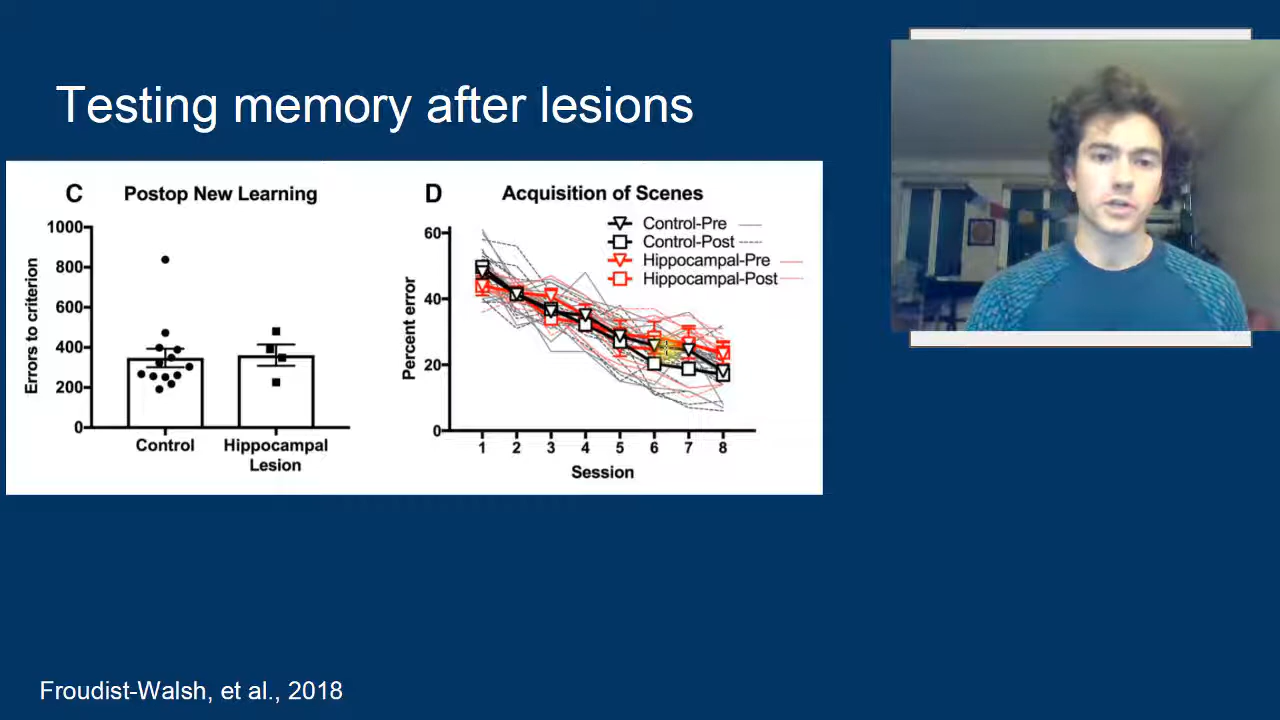 Testing memory after lesions
C Postop New Learning
1000
800
600
400
200
0
Errors to criterion
Control
Hippocampal
Lesion
D Acquisition of Scenes
Control-Pre
Control-Post
Hippocampal-Pre
Hippocampal-Post
60
40
20
0
Percent error
1 2 3 4 5 6 7 8
Session
Froudist-Walsh, et al., 2018